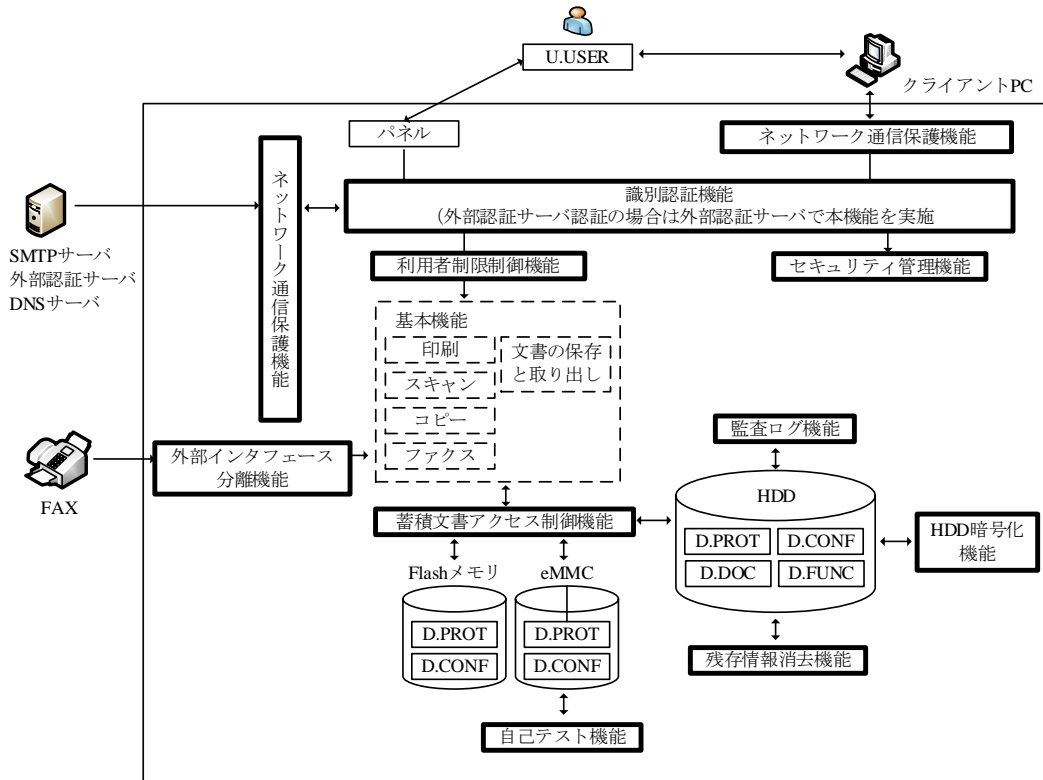 U.USER
クライアントPC
パネル
ネットワーク通信保護機能
ネットワーク通信保護機能
識別認証機能
（外部認証サーバ認証の場合は外部認証サーバで本機能を実施
SMTPサーバ
外部認証サーバ
DNSサーバ
利用者制限制御機能
セキュリティ管理機能
基本機能
印刷
文書の保存
と取り出し
スキャン
コピー
ファクス
外部インタフェース
分離機能
FAX
監査ログ機能
HDD
D.PROT
D.CONF
D.DOC
D.FUNC
HDD暗号化
機能
蓄積文書アクセス制御機能
Flashメモリ
eMMC
D.PROT
D.CONF
D.PROT
D.CONF
残存情報消去機能
自己テスト機能